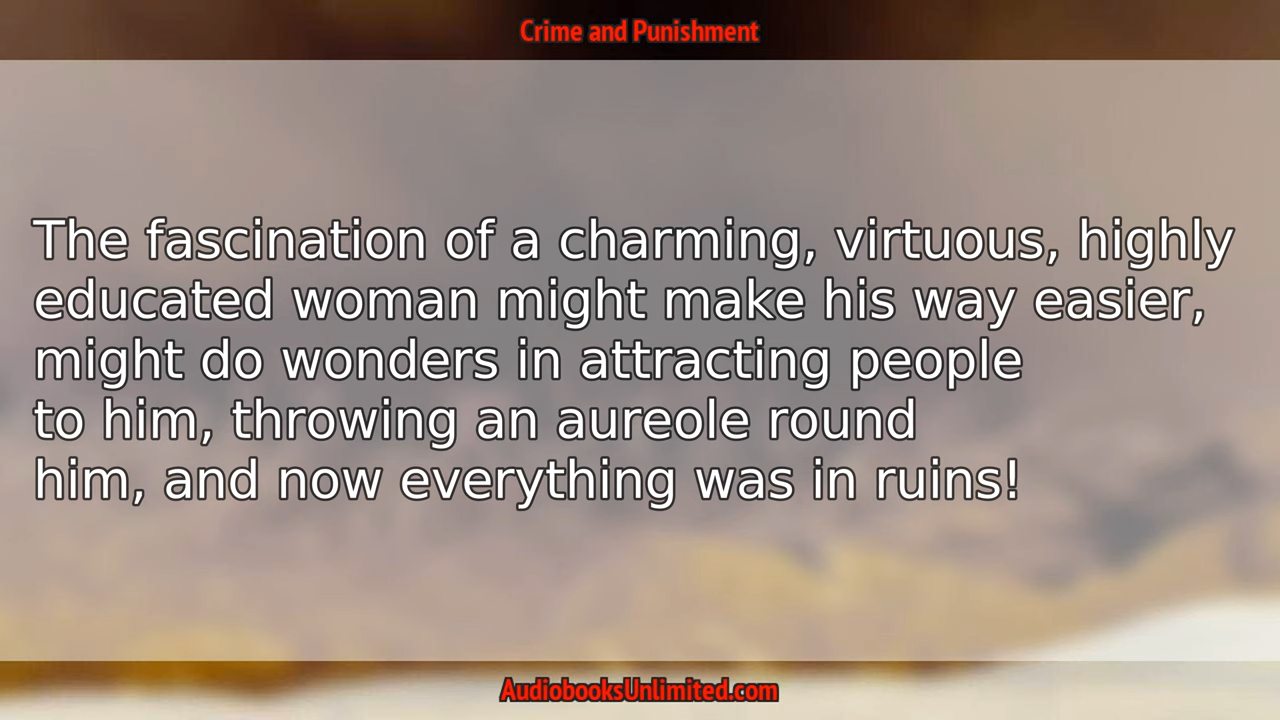 Crime and Punishment
The fascination of a charming, virtuous, highly
educated woman might make his way easier,
might do wonders in attracting people
to him, throwing an aureole round
him, and now everything was in ruins!
AudiobooksUnlimited.com